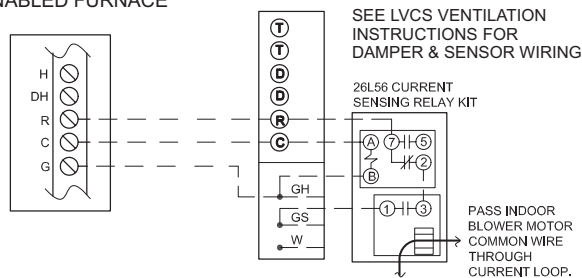 NABLED FURNACE
SEE LVCS VENTILATION
INSTRUCTIONS FOR
DAMPER & SENSOR WIRING
26L56 CURRENT
SENSING RELAY KIT
H
DH
R
C
G
T
T
D
D
R
C
GH
GS
W
A
7
5
2
B
1
3
PASS INDOOR
BLOWER MOTOR
COMMON WIRE
THROUGH
CURRENT LOOP.